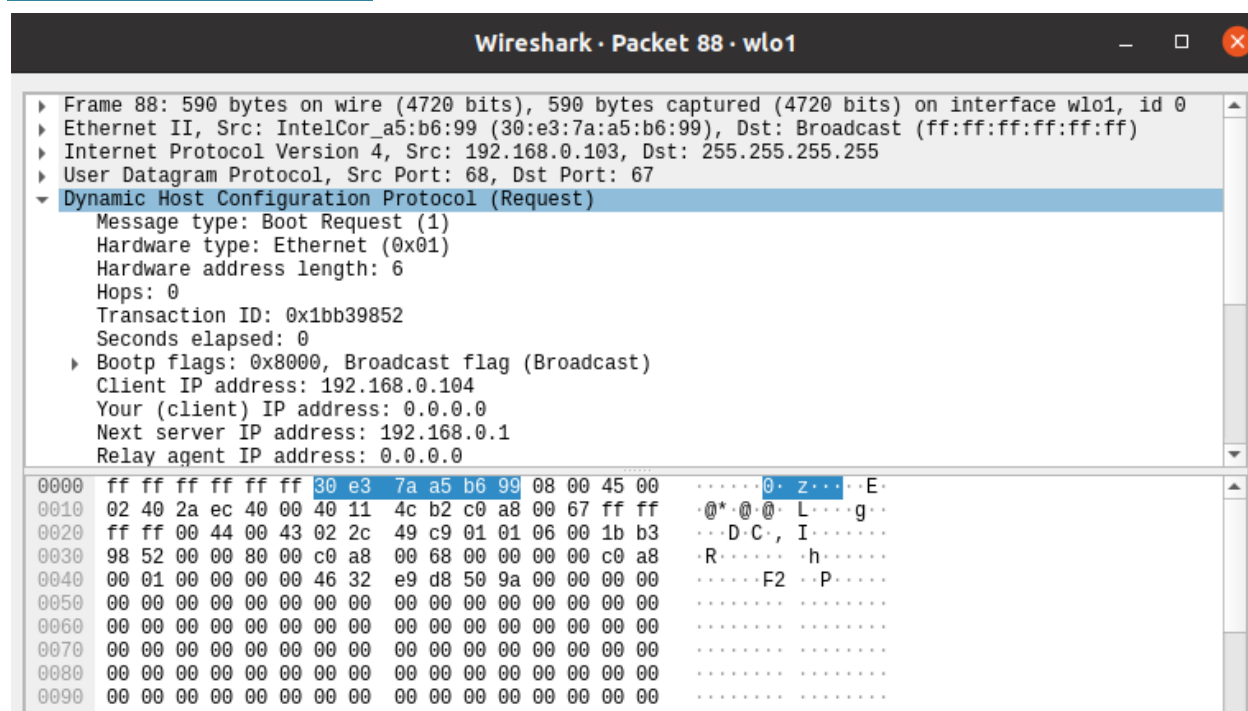 Wireshark · Packet 88 · wlo1
Frame 88: 590 bytes on wire (4720 bits), 590 bytes captured (4720 bits) on interface wlo1, id 0
Ethernet II, Src: IntelCor_a5:b6:99 (30:e3:7a:a5:b6:99), Dst: Broadcast (ff:ff:ff:ff:ff:ff)
Internet Protocol Version 4, Src: 192.168.0.103, Dst: 255.255.255.255
User Datagram Protocol, Src Port: 68, Dst Port: 67
Dynamic Host Configuration Protocol (Request)
Message type: Boot Request (1)
Hardware type: Ethernet (0x01)
Hardware address length: 6
Hops: 0
Transaction ID: 0x1bb39852
Seconds elapsed: 0
Bootp flags: 0x8000, Broadcast flag (Broadcast)
Client IP address: 192.168.0.104
Your (client) IP address: 0.0.0.0
Next server IP address: 192.168.0.1
Relay agent IP address: 0.0.0.0
0000 ff ff ff ff ff ff 30 e3 7a a5 b6 99 08 00 45 00 ······0· z·····E·
0010 02 40 2a ec 40 00 40 11 4c b2 c0 a8 00 67 ff ff ·@*·@·@· L····g··
0020 ff ff 00 44 00 43 02 2c 49 c9 01 01 06 00 1b b3 ···D·C·, I·······
0030 98 52 00 00 80 00 c0 a8 00 68 00 00 00 00 c0 a8 ·R······ ·h······
0040 00 01 00 00 00 00 46 32 e9 d8 50 9a 00 00 00 00 ······F2 ··P·····
0050 00 00 00 00 00 00 00 00 00 00 00 00 00 00 00 00 ········ ········
0060 00 00 00 00 00 00 00 00 00 00 00 00 00 00 00 00 ········ ········
0070 00 00 00 00 00 00 00 00 00 00 00 00 00 00 00 00 ········ ········
0080 00 00 00 00 00 00 00 00 00 00 00 00 00 00 00 00 ········ ········
0090 00 00 00 00 00 00 00 00 00 00 00 00 00 00 00 00 ········ ········